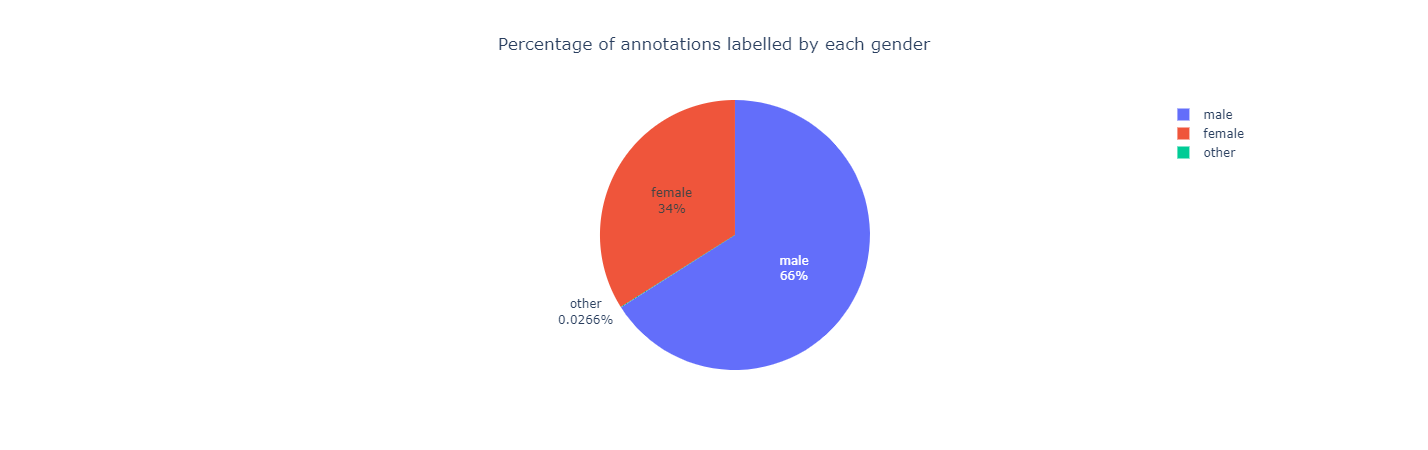 Percentage of annotations labelled by each gender
male
female
other
female
34%
male
66%
other
0.0266%